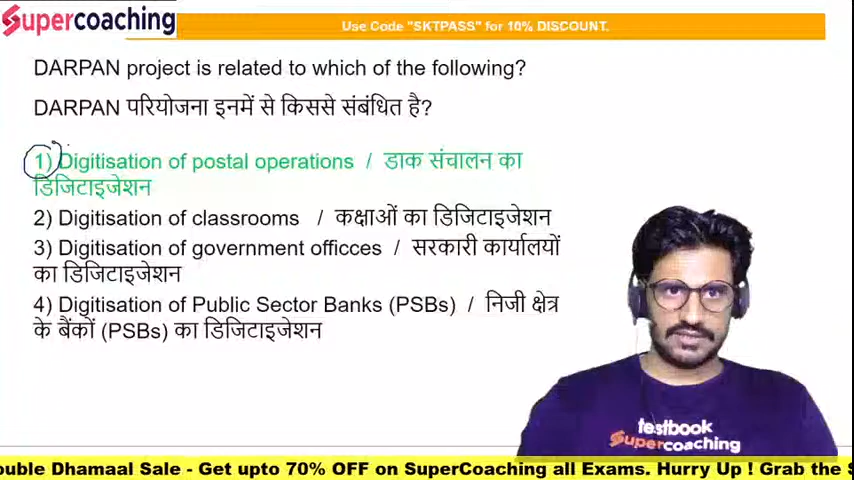 Supercoaching
Use Code "SKTPASS" for 10% DISCOUNT.
DARPAN project is related to which of the following?
DARPAN परियोजना इनमें से किससे संबंधित है?
1) Digitisation of postal operations / डाक संचालन का
डिजिटाइजेशन
2) Digitisation of classrooms / कक्षाओं का डिजिटाइजेशन
3) Digitisation of government officces / सरकारी कार्यालयों
का डिजिटाइजेशन
4) Digitisation of Public Sector Banks (PSBs) / निजी क्षेत्र
के बैंकों (PSBs) का डिजिटाइजेशन
testbook
Supercoaching
ouble Dhamaal Sale - Get upto 70% OFF on SuperCoaching all Exams. Hurry Up ! Grab the S